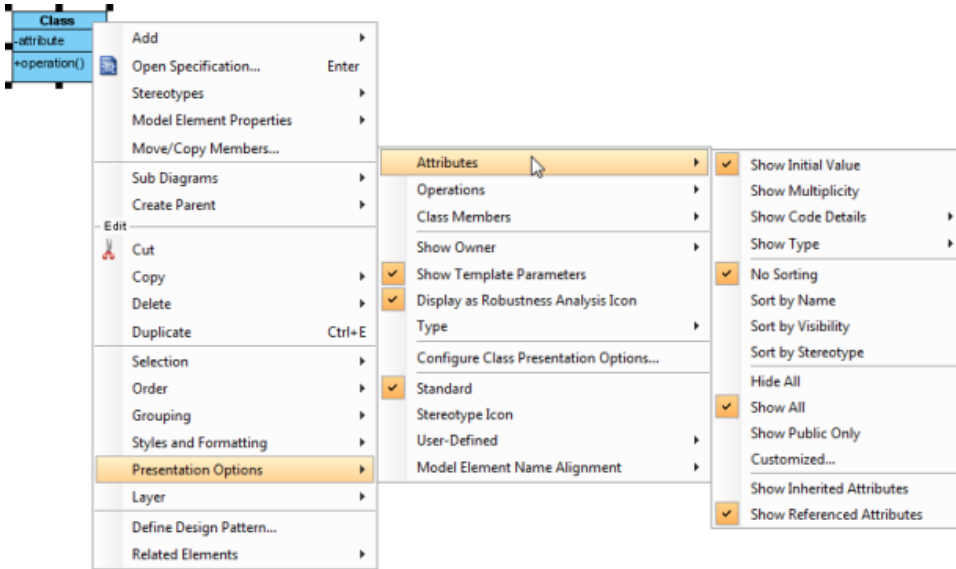 Class
-attribute
+operation()
Add
Open Specification... Enter
Stereotypes
Model Element Properties
Move/Copy Members...
Sub Diagrams
Create Parent
Edit
Cut
Copy
Delete
Duplicate Ctrl+E
Selection
Order
Grouping
Styles and Formatting
Presentation Options
Layer
Define Design Pattern...
Related Elements
Attributes
Operations
Class Members
Show Owner
Show Template Parameters
Display as Robustness Analysis Icon
Type
Configure Class Presentation Options...
Standard
Stereotype Icon
User-Defined
Model Element Name Alignment
Show Initial Value
Show Multiplicity
Show Code Details
Show Type
No Sorting
Sort by Name
Sort by Visibility
Sort by Stereotype
Hide All
Show All
Show Public Only
Customized...
Show Inherited Attributes
Show Referenced Attributes